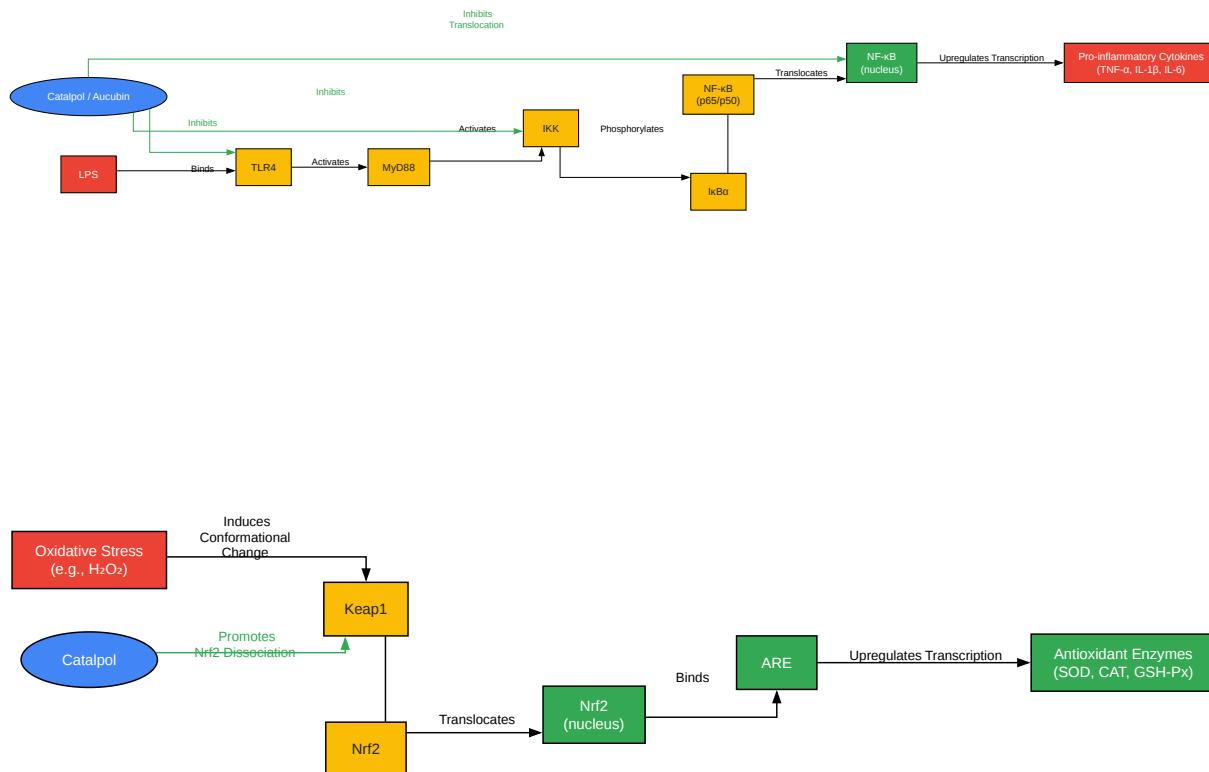 Inhibits
Translocation
NF-κB
(nucleus)
Upregulates Transcription
Pro-inflammatory Cytokines
(TNF-α, IL-1β, IL-6)
Translocates
NF-κB
(p65/p50)
Catalpol / Aucubin
Inhibits
Inhibits
Activates
IKK
Phosphorylates
LPS
Binds
TLR4
Activates
MyD88
IκBα
Induces
Conformational
Change
Oxidative Stress
(e.g., H₂O₂)
Keap1
Promotes
Nrf2 Dissociation
Catalpol
ARE
Upregulates Transcription
Antioxidant Enzymes
(SOD, CAT, GSH-Px)
Binds
Nrf2
(nucleus)
Translocates
Nrf2